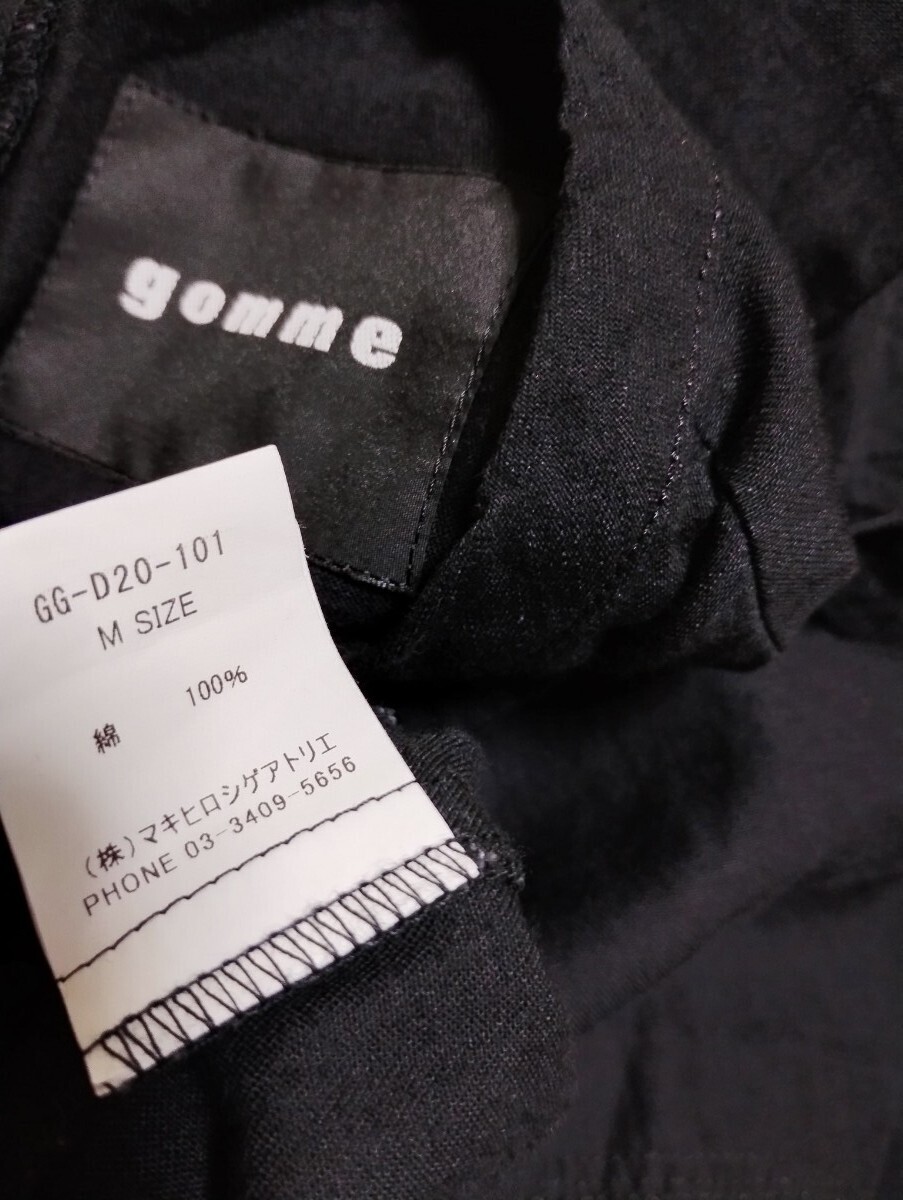 gomme
GG-D20-101
M SIZE
綿 100%
(株)マキヒロシゲアトリエ
PHONE 03-3409-5656